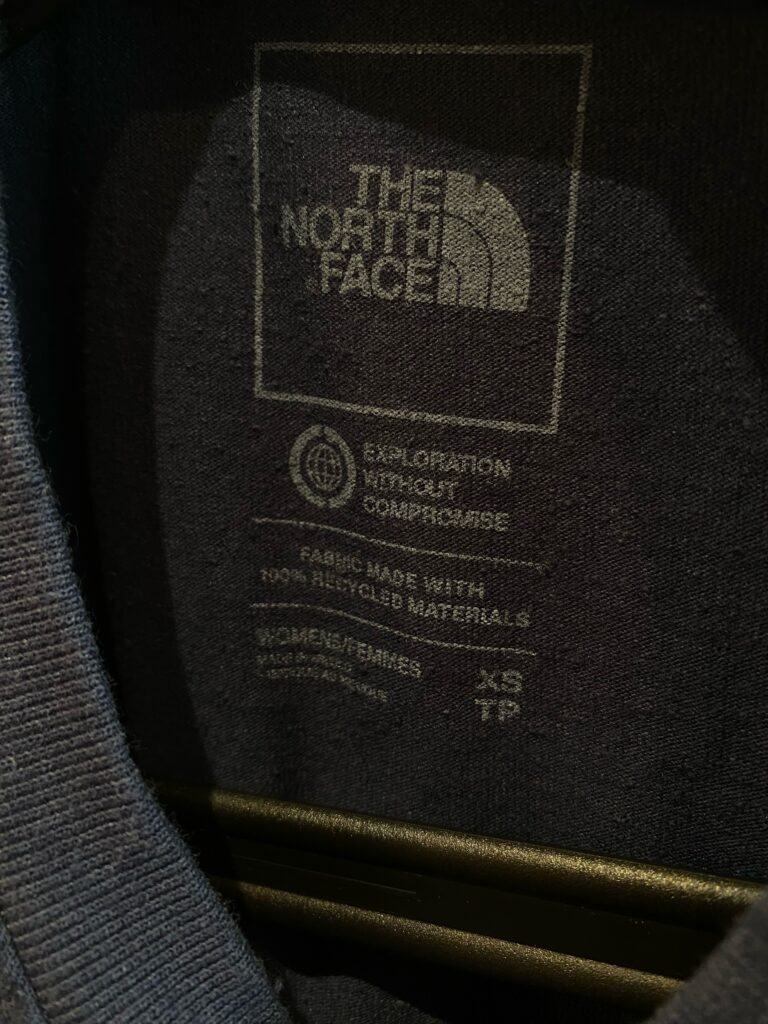 THE
NORTH
FACE
EXPLORATION
WITHOUT
COMPROMISE
FABRIC MADE WITH
100% RECYCLED MATERIALS
WOMENS/FEMMES
XS
TP